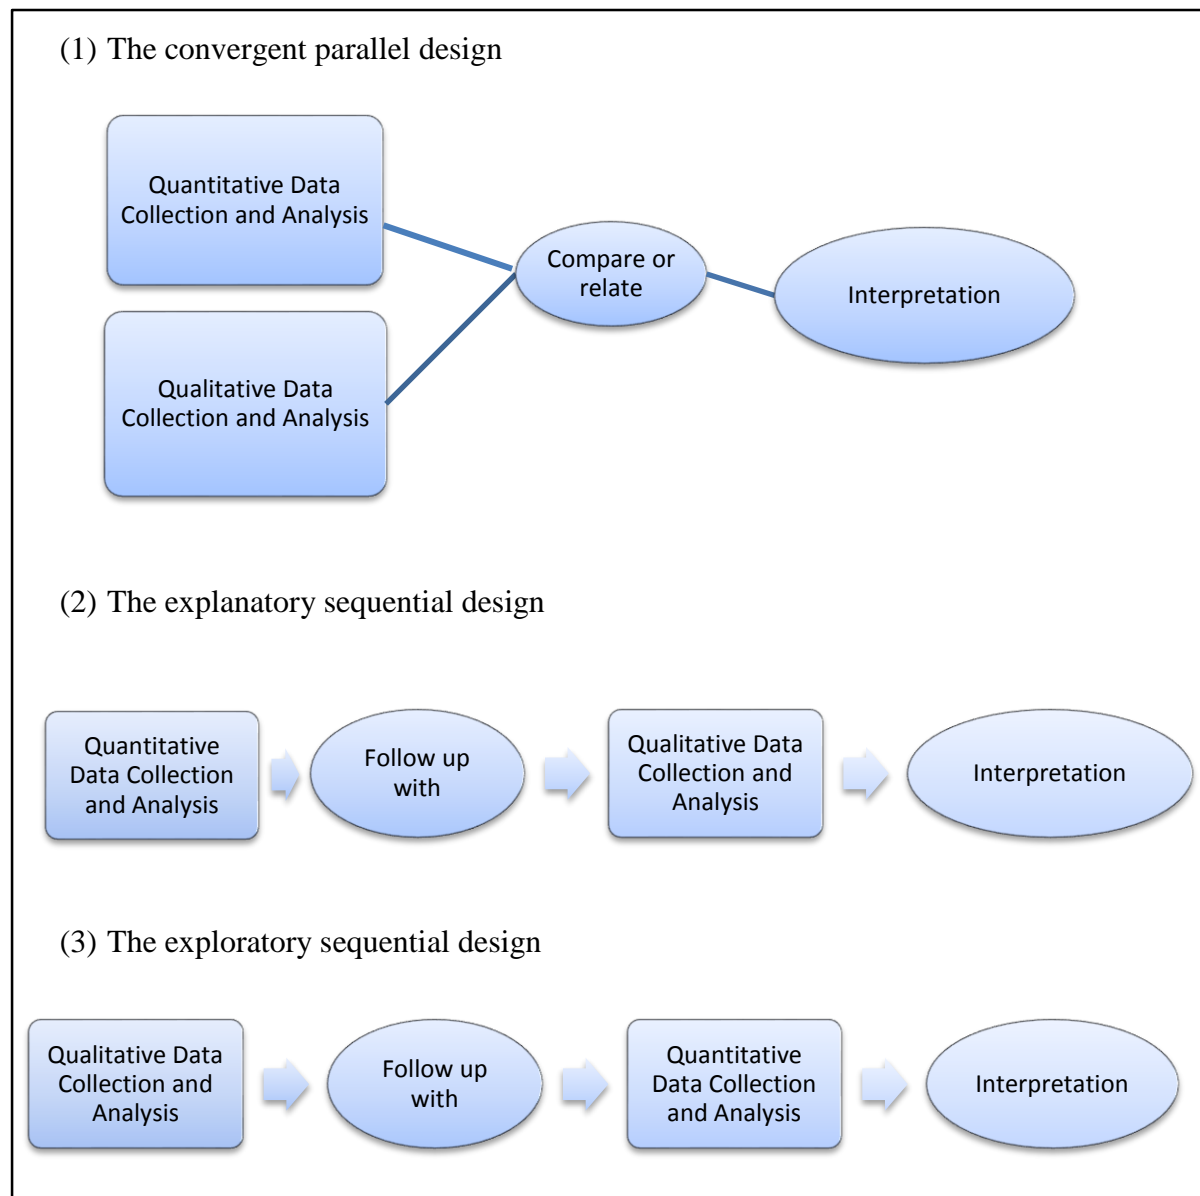 (1) The convergent parallel design
Quantitative Data
Collection and Analysis
Compare or
relate
Interpretation
Qualitative Data
Collection and Analysis
(2) The explanatory sequential design
Quantitative
Data Collection
and Analysis
Follow up
with
Qualitative Data
Collection and
Analysis
Interpretation
(3) The exploratory sequential design
Qualitative Data
Collection and
Analysis
Follow up
with
Quantitative
Data Collection
and Analysis
Interpretation